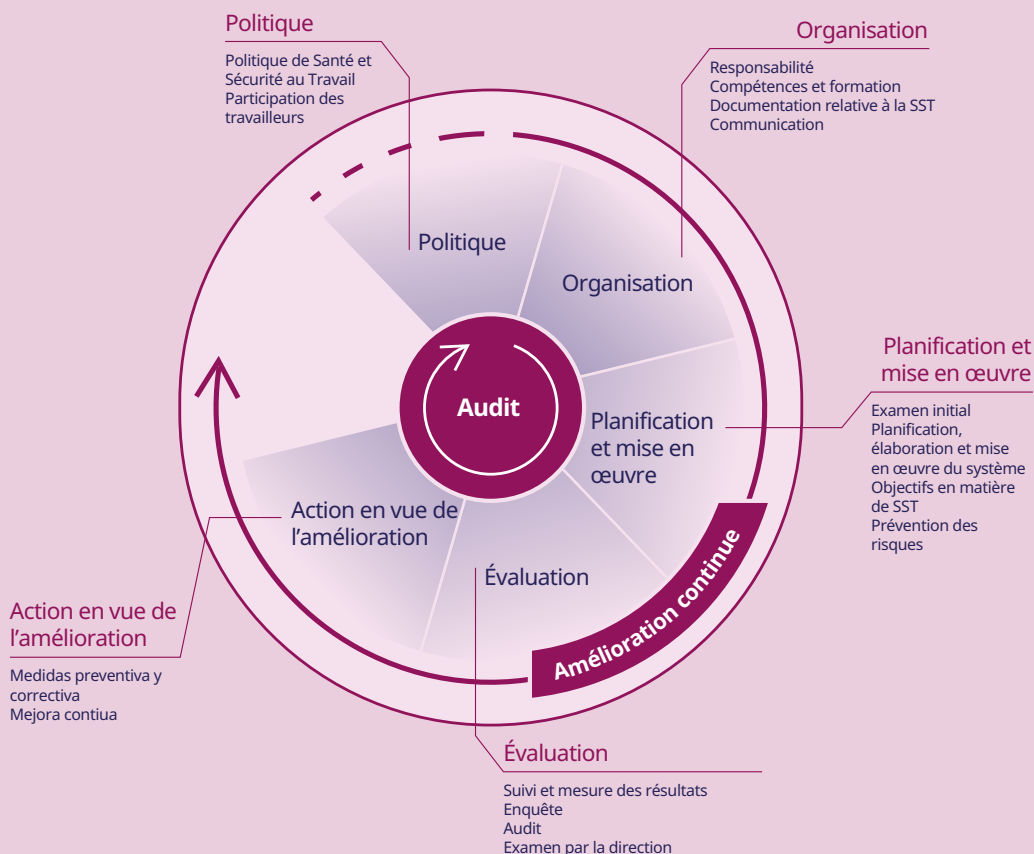 Politique
Politique de Santé et
Sécurité au Travail
Participation des
travailleurs
Organisation
Responsabilité
Compétences et formation
Documentation relative à la SST
Communication
Politique
Organisation
Planification et
mise en œuvre
Examen initial
Planification,
élaboration et mise
en œuvre du système
Objectifs en matière
de SST
Prévention des
risques
Audit
Planification
et mise en
œuvre
Action en vue de
l’amélioration
Évaluation
Amélioration continue
Action en vue de
l’amélioration
Medidas preventiva y
correctiva
Mejora contiua
Évaluation
Suivi et mesure des résultats
Enquête
Audit
Examen par la direction